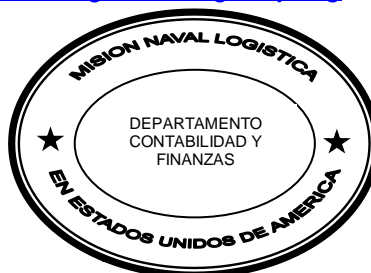 MISION NAVAL LOGISTICA
DEPARTAMENTO
CONTABILIDAD Y
FINANZAS
EN ESTADOS UNIDOS DE AMERICA